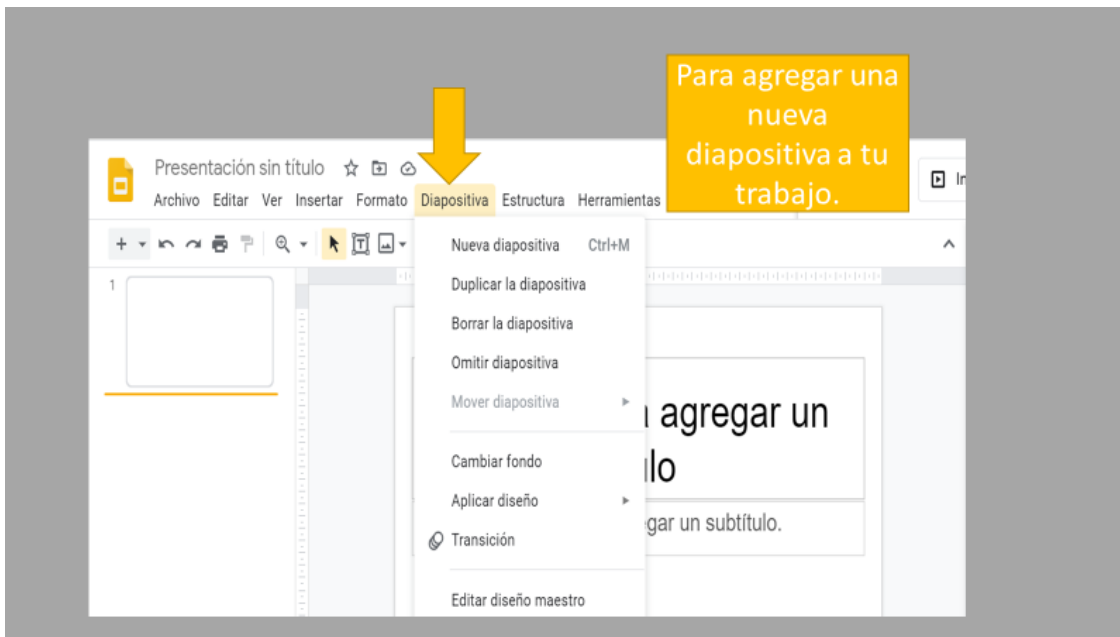 Para agregar una
nueva
diapositiva a tu
trabajo.
Presentación sin título
Archivo Editar Ver Insertar Formato Diapositiva Estructura Herramientas
Nueva diapositiva Ctrl+M
1
Duplicar la diapositiva
Borrar la diapositiva
Omitir diapositiva
Mover diapositiva
agregar un
Cambiar fondo
Aplicar diseño
un subtítulo.
Transición
Editar diseño maestro